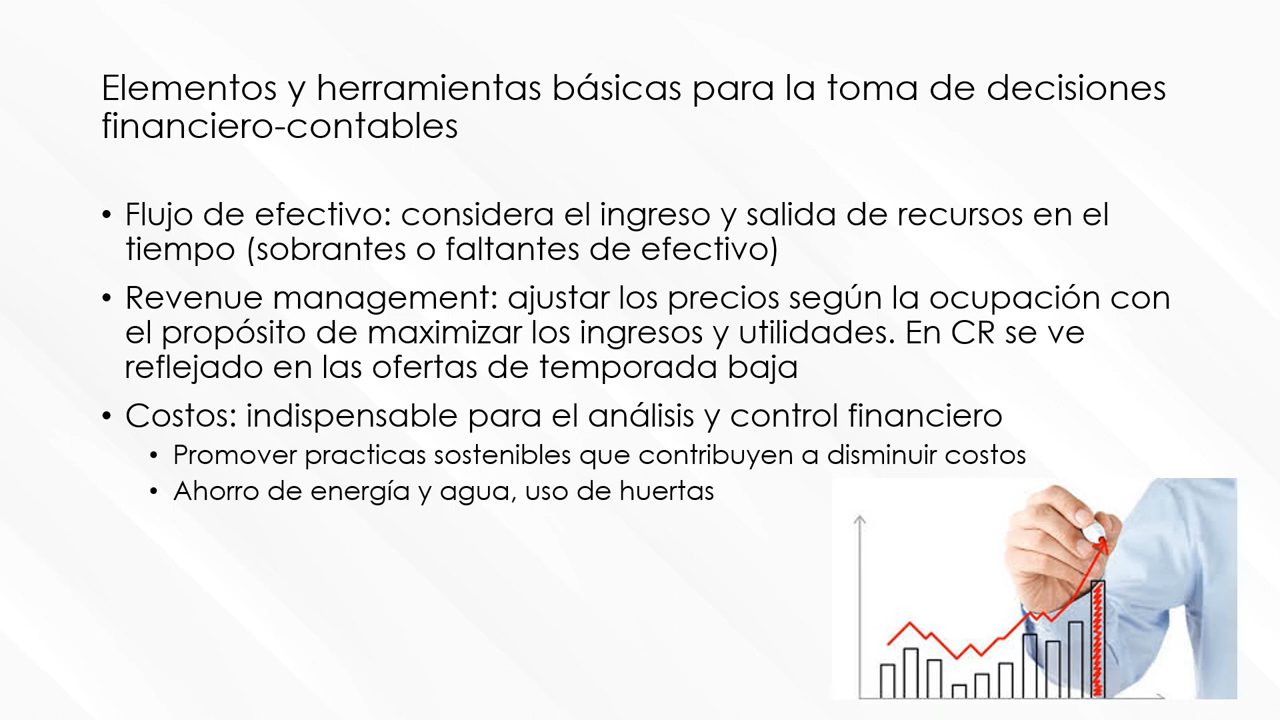 Elementos y herramientas básicas para la toma de decisiones
financiero-contables
• Flujo de efectivo: considera el ingreso y salida de recursos en el
tiempo (sobrantes o faltantes de efectivo)
• Revenue management: ajustar los precios según la ocupación con
el propósito de maximizar los ingresos y utilidades. En CR se ve
reflejado en las ofertas de temporada baja
• Costos: indispensable para el análisis y control financiero
• Promover practicas sostenibles que contribuyen a disminuir costos
• Ahorro de energía y agua, uso de huertas